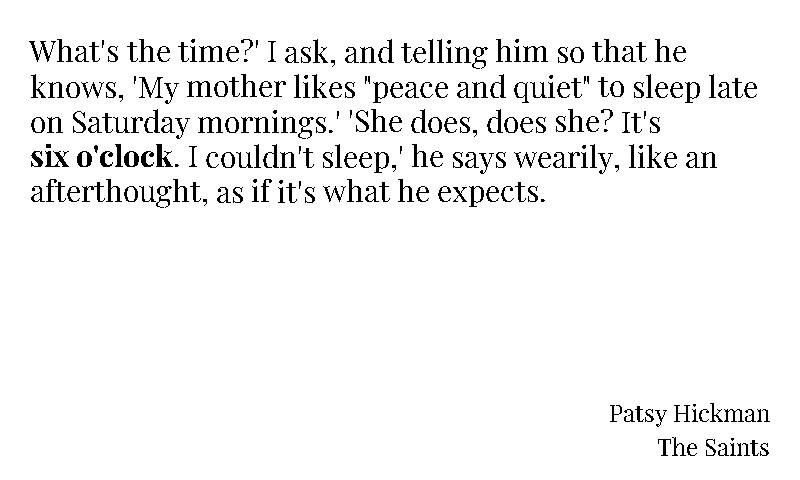 What's the time?' I ask, and telling him so that he
knows, 'My mother likes "peace and quiet" to sleep late
on Saturday mornings.' 'She does, does she? It's
six o'clock. I couldn't sleep,' he says wearily, like an
afterthought, as if it's what he expects.
Patsy Hickman
The Saints